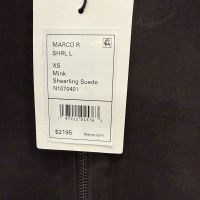 MARCO R
SHRL L
XS
Mink
Shearling Suede
N1070401
$2195